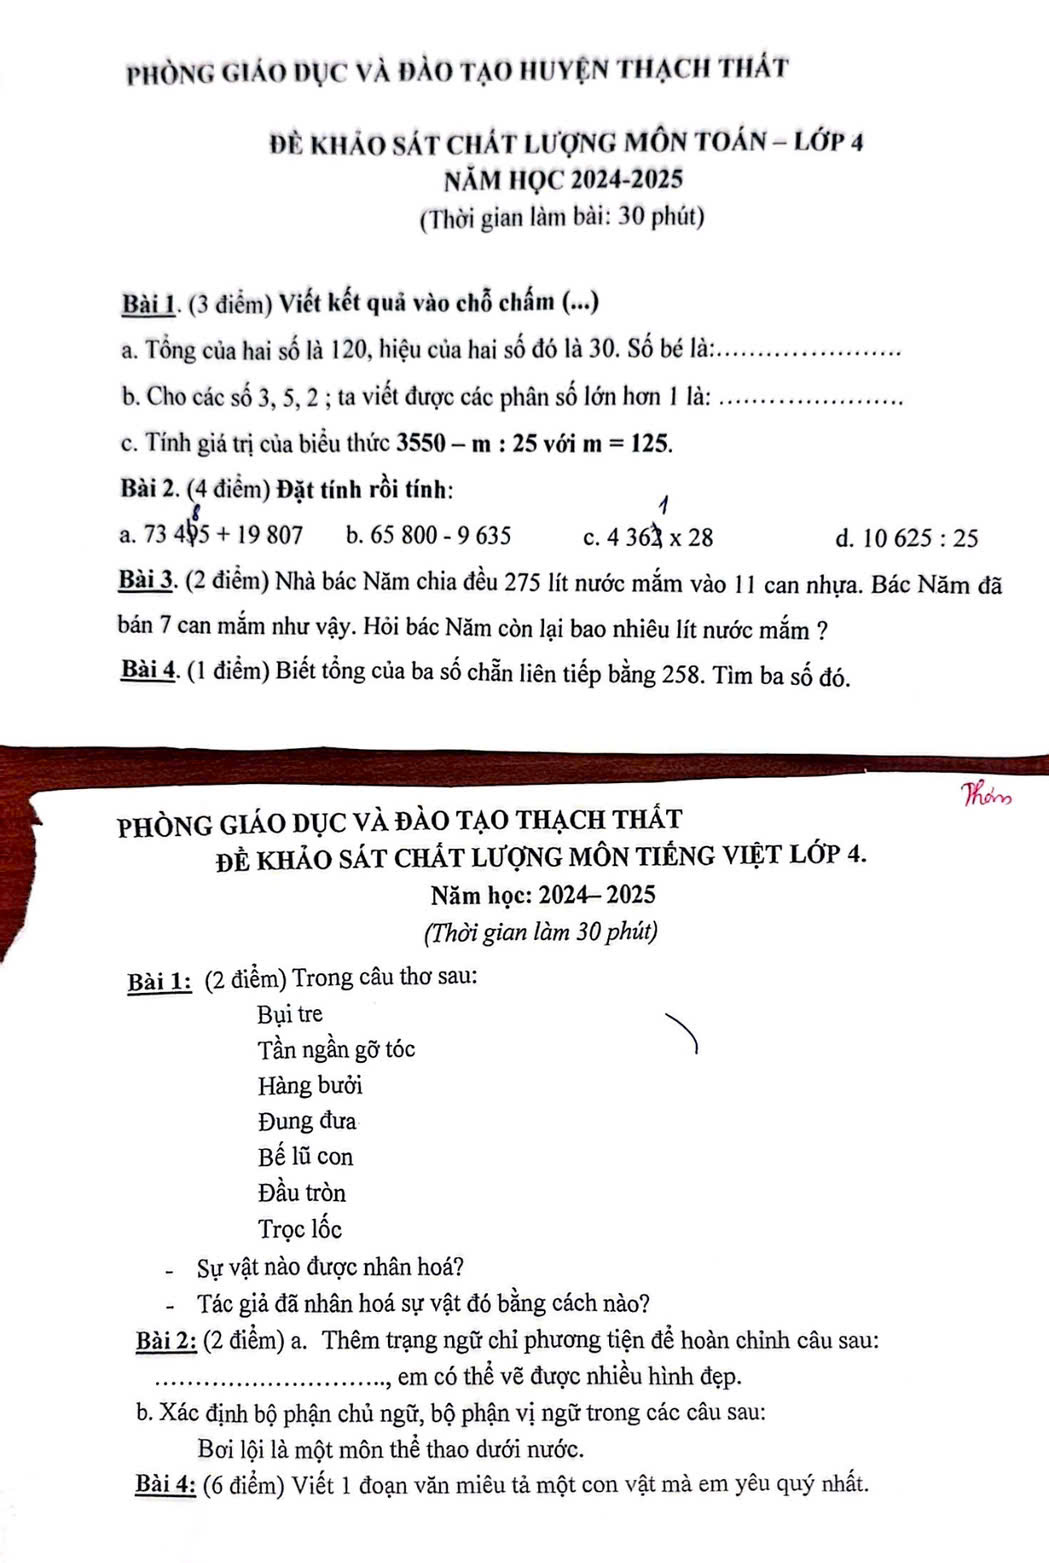 PHÒNG GIÁO DỤC VÀ ĐÀO TẠO HUYỆN THẠCH THẤT
ĐỀ KHẢO SÁT CHẤT LƯỢNG MÔN TOÁN – LỚP 4
NĂM HỌC 2024-2025
(Thời gian làm bài: 30 phút)
Bài 1. (3 điểm) Viết kết quả vào chỗ chấm (...)
a. Tổng của hai số là 120, hiệu của hai số đó là 30. Số bé là:........................
b. Cho các số 3, 5, 2 ; ta viết được các phân số lớn hơn 1 là: ........................
c. Tính giá trị của biểu thức 3550 – m : 25 với m = 125.
Bài 2. (4 điểm) Đặt tính rồi tính:
8 1
a. 73 495 + 19 807 b. 65 800 - 9 635 c. 4 362 x 28 d. 10 625 : 25
Bài 3. (2 điểm) Nhà bác Năm chia đều 275 lít nước mắm vào 11 can nhựa. Bác Năm đã
bán 7 can mắm như vậy. Hỏi bác Năm còn lại bao nhiêu lít nước mắm ?
Bài 4. (1 điểm) Biết tổng của ba số chẵn liên tiếp bằng 258. Tìm ba số đó.
PHÒNG GIÁO DỤC VÀ ĐÀO TẠO THẠCH THẤT
ĐỀ KHẢO SÁT CHẤT LƯỢNG MÔN TIẾNG VIỆT LỚP 4.
Năm học: 2024– 2025
(Thời gian làm 30 phút)
Bài 1: (2 điểm) Trong câu thơ sau:
Bụi tre
Tần ngần gỡ tóc
Hàng bưởi
Đung đưa
Bế lũ con
Đầu tròn
Trọc lốc
- Sự vật nào được nhân hoá?
- Tác giả đã nhân hoá sự vật đó bằng cách nào?
Bài 2: (2 điểm) a. Thêm trạng ngữ chỉ phương tiện để hoàn chỉnh câu sau:
..............................., em có thể vẽ được nhiều hình đẹp.
b. Xác định bộ phận chủ ngữ, bộ phận vị ngữ trong các câu sau:
Bơi lội là một môn thể thao dưới nước.
Bài 4: (6 điểm) Viết 1 đoạn văn miêu tả một con vật mà em yêu quý nhất.